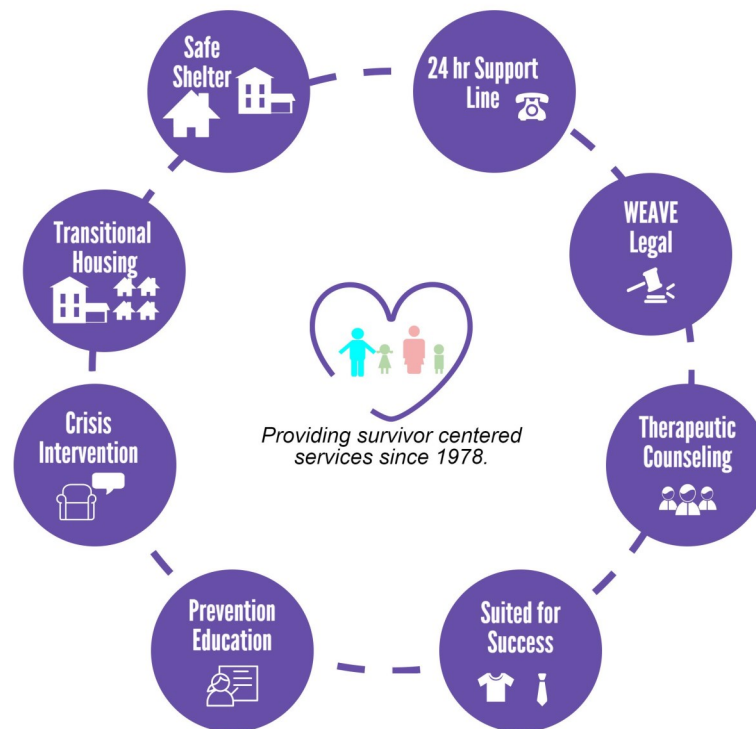 Safe
Shelter
24 hr Support
Line
WEAVE
Legal
Therapeutic
Counseling
Suited for
Success
Prevention
Education
Crisis
Intervention
Transitional
Housing
Providing survivor centered
services since 1978.